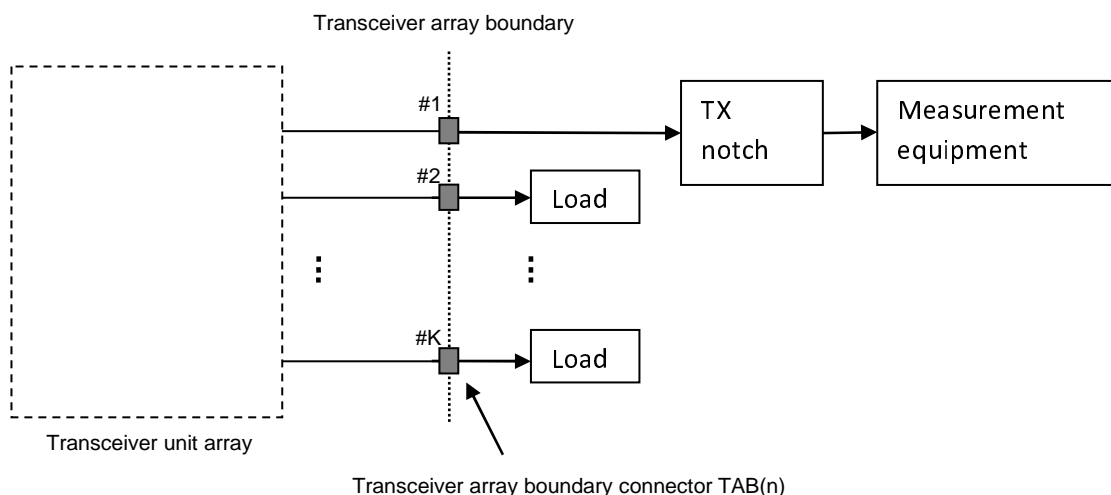 Transceiver array boundary
#1
TX
notch
Measurement
equipment
#2
Load
#K
Load
Transceiver unit array
Transceiver array boundary connector TAB(n)